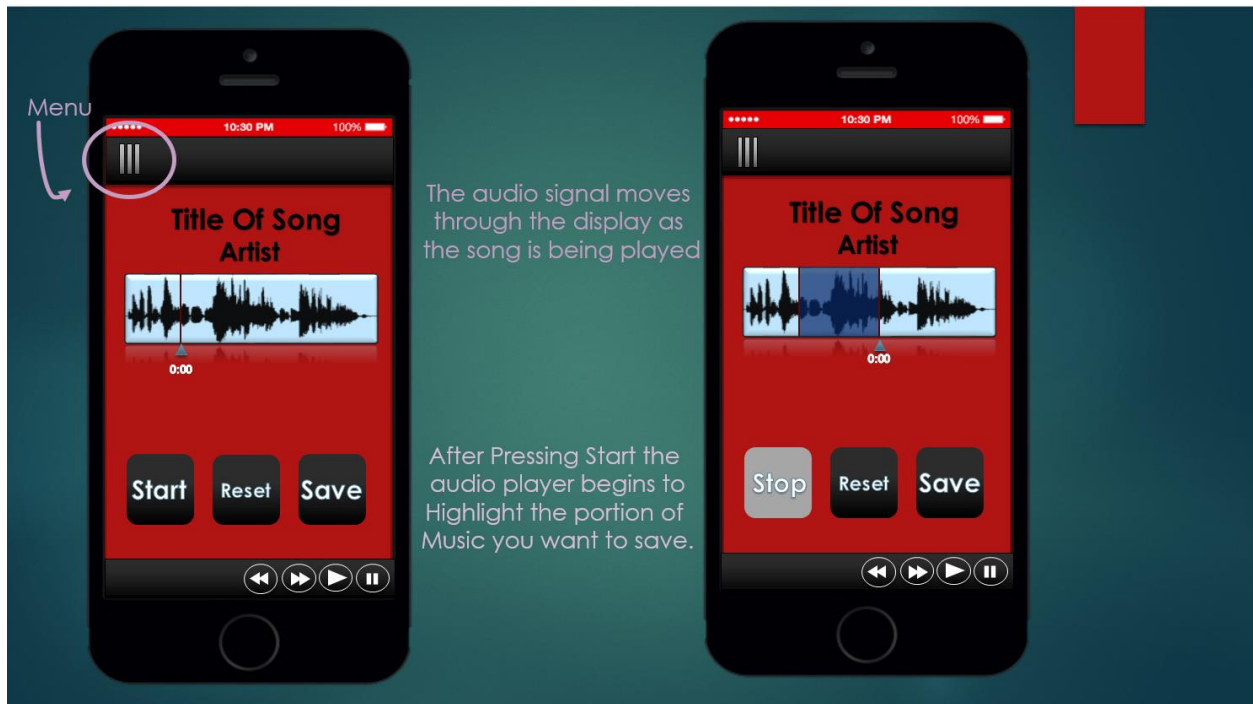 Menu
10:30 PM 100%
Title Of Song
Artist
0:00
Start Reset Save
The audio signal moves
through the display as
the song is being played
After Pressing Start the
audio player begins to
Highlight the portion of
Music you want to save.
10:30 PM 100%
Title Of Song
Artist
0:00
Stop Reset Save